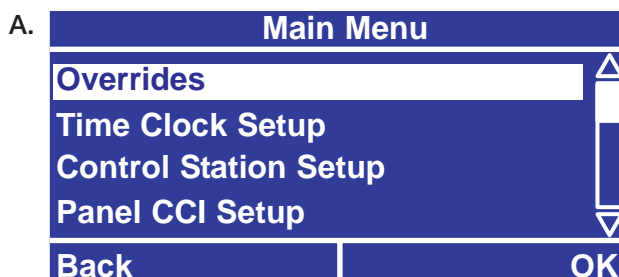 A.
Main Menu
Overrides
Time Clock Setup
Control Station Setup
Panel CCI Setup
Back OK